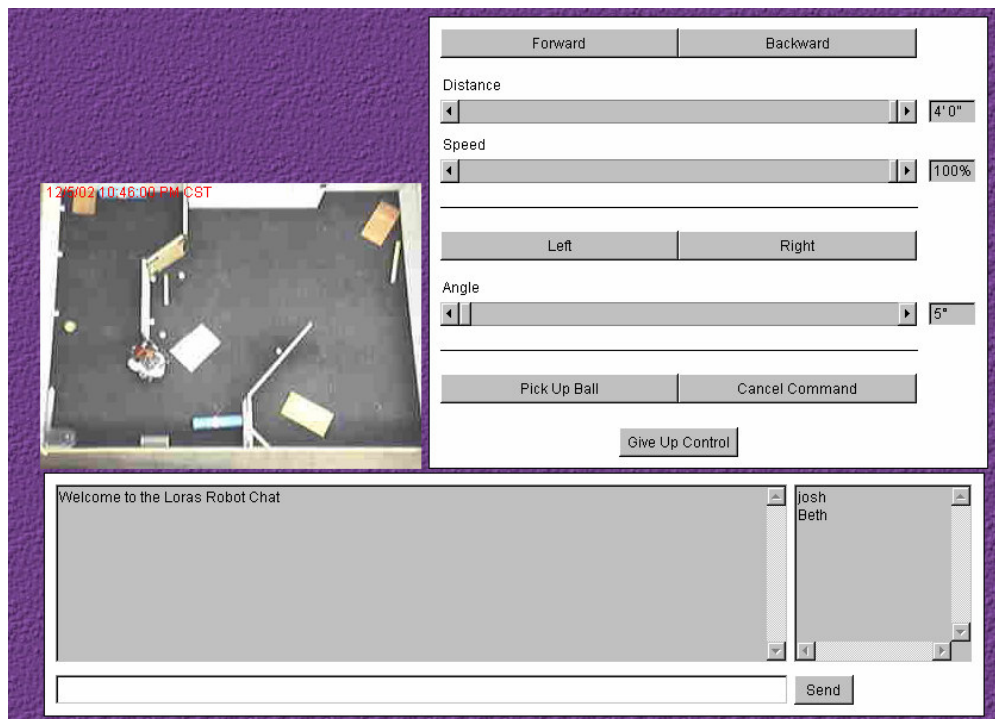 Forward Backward
Distance
4'0"
Speed
100%
12/5/02 10:46:00 PM CST
Left Right
Angle
5°
Pick Up Ball Cancel Command
Give Up Control
Welcome to the Loras Robot Chat
josh
Beth
Send